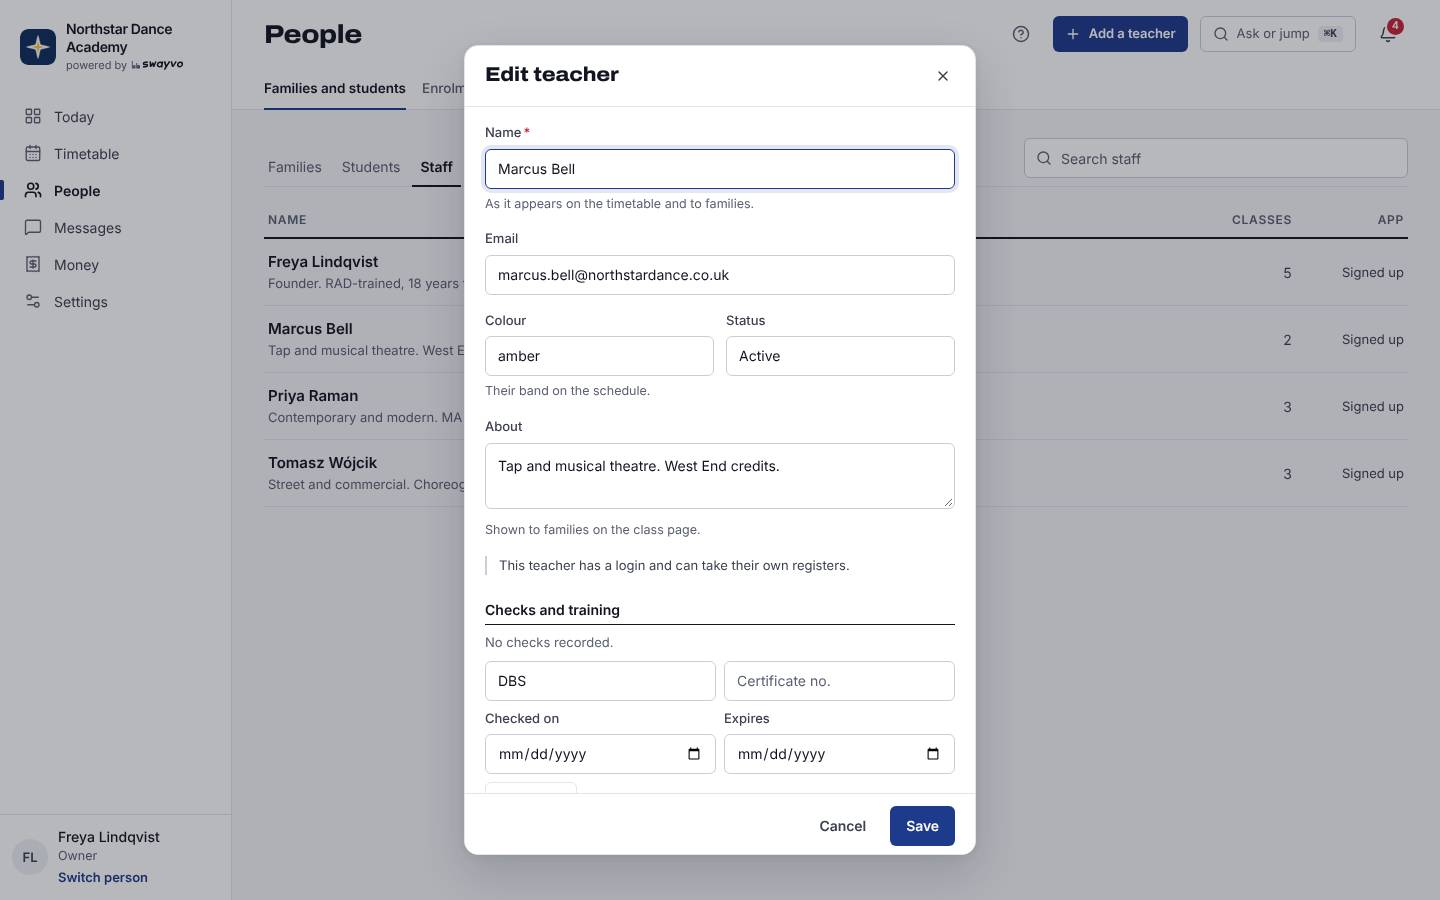 Northstar Dance
Academy
powered by swayvo
Today
Timetable
People
Messages
Money
Settings
Freya Lindqvist
FL
Owner
Switch person
People
Add a teacher
Ask or jump
⌘K
4
Families and students
Enrolm
Families
Students
Staff
Search staff
NAME
CLASSES
APP
Freya Lindqvist
Founder. RAD-trained, 18 years
5
Signed up
Marcus Bell
Tap and musical theatre. West E
2
Signed up
Priya Raman
Contemporary and modern. MA
3
Signed up
Tomasz Wójcik
Street and commercial. Choreog
3
Signed up
Edit teacher
Name *
Marcus Bell
As it appears on the timetable and to families.
Email
marcus.bell@northstardance.co.uk
Colour
Status
amber
Active
Their band on the schedule.
About
Tap and musical theatre. West End credits.
Shown to families on the class page.
This teacher has a login and can take their own registers.
Checks and training
No checks recorded.
DBS
Certificate no.
Checked on
Expires
mm/dd/yyyy
mm/dd/yyyy
Cancel
Save